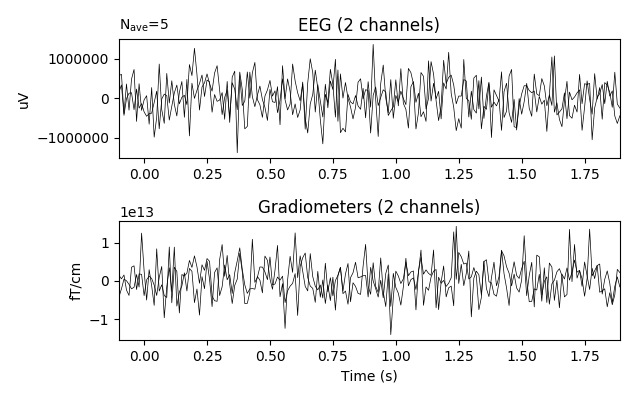 N_ave=5
EEG (2 channels)
1000000
0
−1000000
uV
0.00 0.25 0.50 0.75 1.00 1.25 1.50 1.75
1e13
Gradiometers (2 channels)
1
0
−1
fT/cm
0.00 0.25 0.50 0.75 1.00 1.25 1.50 1.75
Time (s)